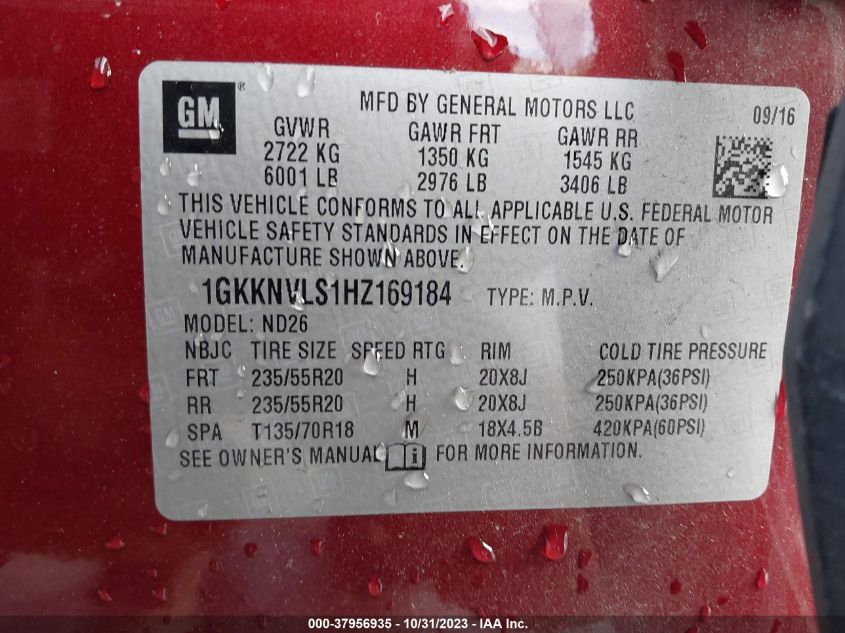 GM
MFD BY GENERAL MOTORS LLC
09/16
GVWR GAWR FRT GAWR RR
2722 KG 1350 KG 1545 KG
6001 LB 2976 LB 3406 LB
THIS VEHICLE CONFORMS TO ALL APPLICABLE U.S. FEDERAL MOTOR
VEHICLE SAFETY STANDARDS IN EFFECT ON THE DATE OF
MANUFACTURE SHOWN ABOVE.
1GKKNVLS1HZ169184 TYPE: M.P.V.
MODEL: ND26
NBJC TIRE SIZE SPEED RTG RIM COLD TIRE PRESSURE
FRT 235/55R20 H 20X8J 250KPA(36PSI)
RR 235/55R20 H 20X8J 250KPA(36PSI)
SPA T135/70R18 M 18X4.5B 420KPA(60PSI)
SEE OWNER'S MANUAL i FOR MORE INFORMATION.
000-37956935 - 10/31/2023 - IAA Inc.